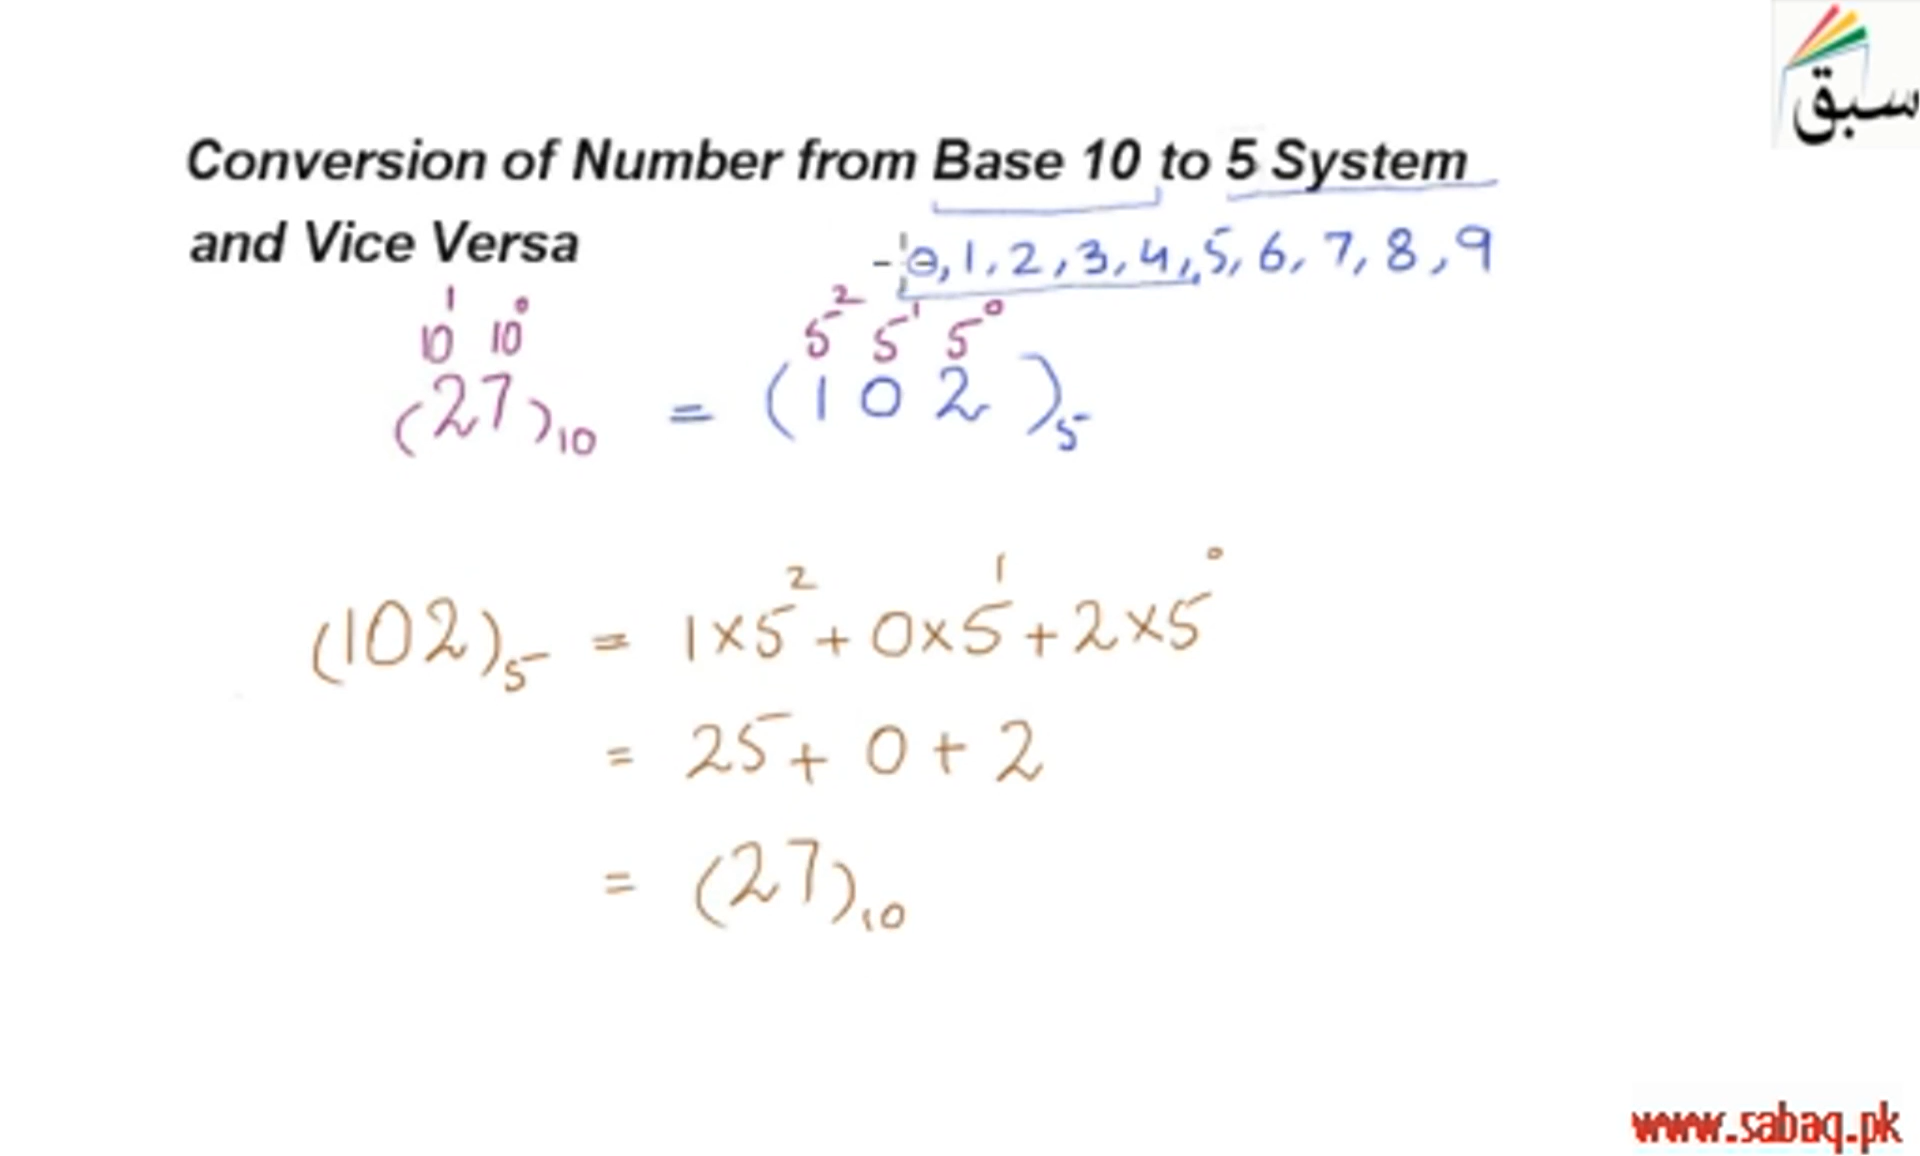 سبق
Conversion of Number from Base 10 to 5 System
and Vice Versa
0, 1, 2, 3, 4, 5, 6, 7, 8, 9
10¹ 10⁰ 5² 5¹ 5⁰
(27)₁₀ = (102)₅
(102)₅ = 1×5² + 0×5¹ + 2×5⁰
= 25 + 0 + 2
= (27)₁₀
www.sabaq.pk